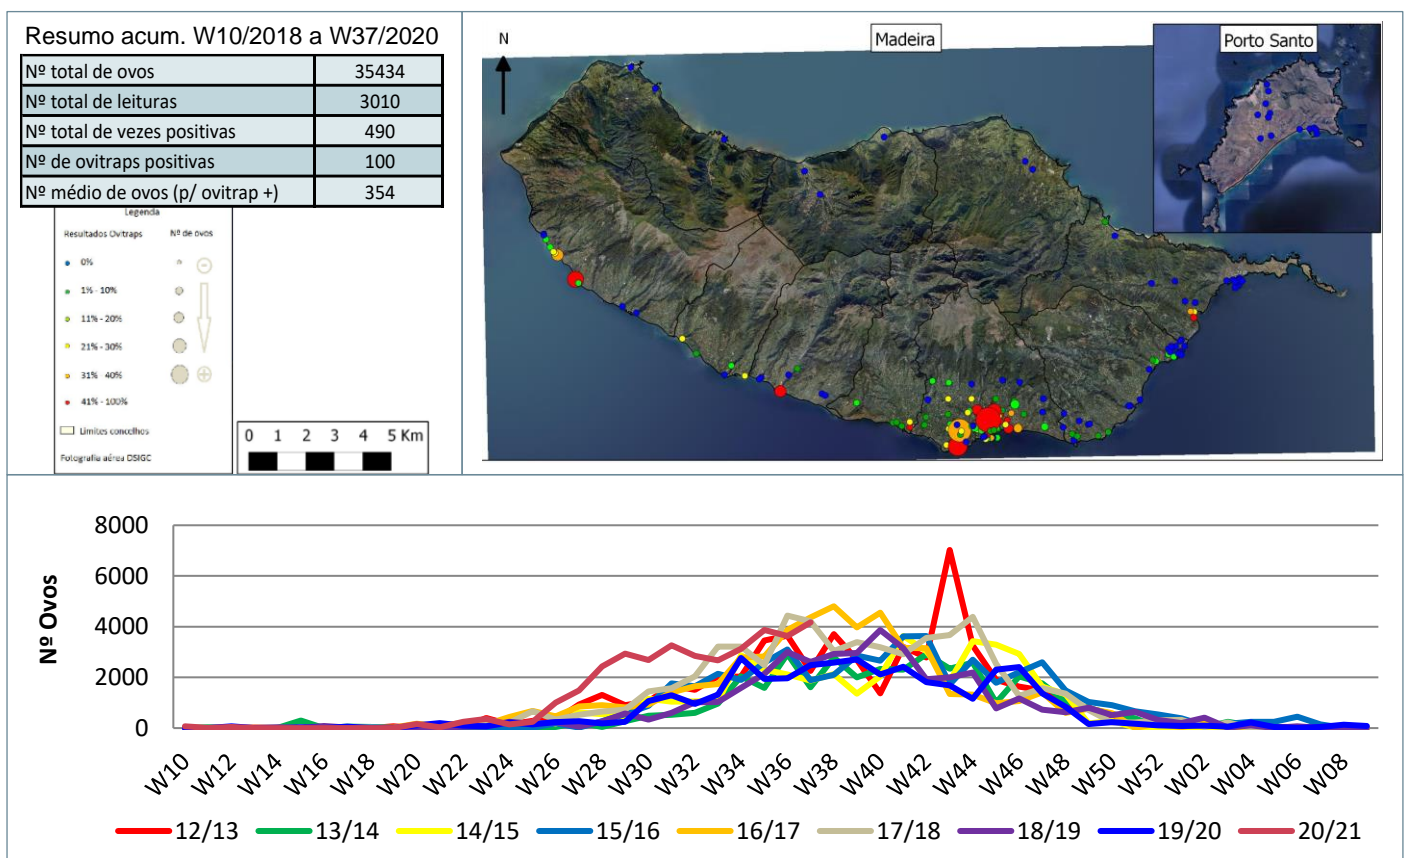 Resumo acum. W10/2018 a W37/2020
Nº total de ovos 35434
Nº total de leituras 3010
Nº total de vezes positivas 490
Nº de ovitraps positivas 100
Nº médio de ovos (p/ ovitrap +) 354
Legenda
Resultados Ovitraps Nº de ovos
0%
1% - 10%
11% - 20%
21% - 30%
31% - 40%
41% - 100%
Limites concelhos
Fotografia aérea DSIGC
0 1 2 3 4 5 Km
N
Madeira
Porto Santo
Nº Ovos
8000
6000
4000
2000
0
W10 W12 W14 W16 W18 W20 W22 W24 W26 W28 W30 W32 W34 W36 W38 W40 W42 W44 W46 W48 W50 W52 W02 W04 W06 W08
12/13 13/14 14/15 15/16 16/17 17/18 18/19 19/20 20/21